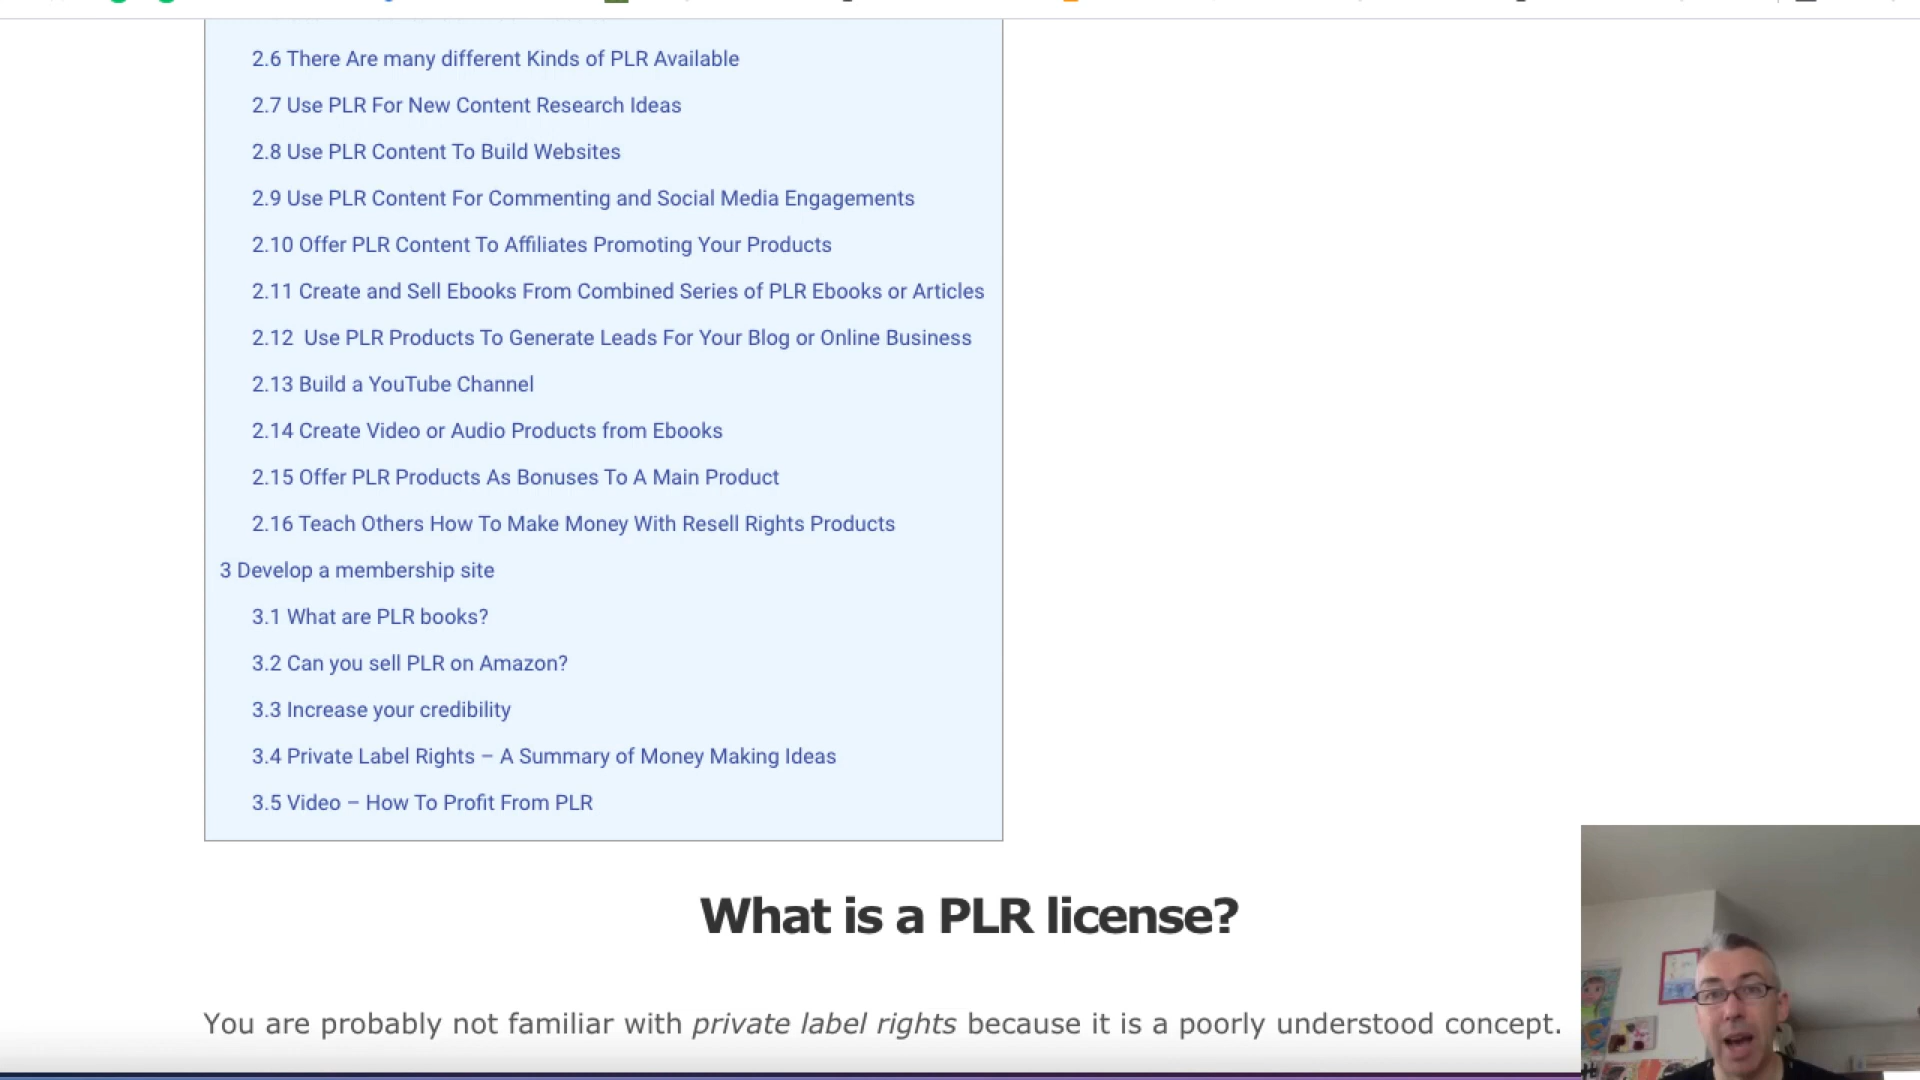 2.6 There Are many different Kinds of PLR Available
2.7 Use PLR For New Content Research Ideas
2.8 Use PLR Content To Build Websites
2.9 Use PLR Content For Commenting and Social Media Engagements
2.10 Offer PLR Content To Affiliates Promoting Your Products
2.11 Create and Sell Ebooks From Combined Series of PLR Ebooks or Articles
2.12 Use PLR Products To Generate Leads For Your Blog or Online Business
2.13 Build a YouTube Channel
2.14 Create Video or Audio Products from Ebooks
2.15 Offer PLR Products As Bonuses To A Main Product
2.16 Teach Others How To Make Money With Resell Rights Products
3 Develop a membership site
3.1 What are PLR books?
3.2 Can you sell PLR on Amazon?
3.3 Increase your credibility
3.4 Private Label Rights – A Summary of Money Making Ideas
3.5 Video – How To Profit From PLR
What is a PLR license?
You are probably not familiar with private label rights because it is a poorly understood concept.